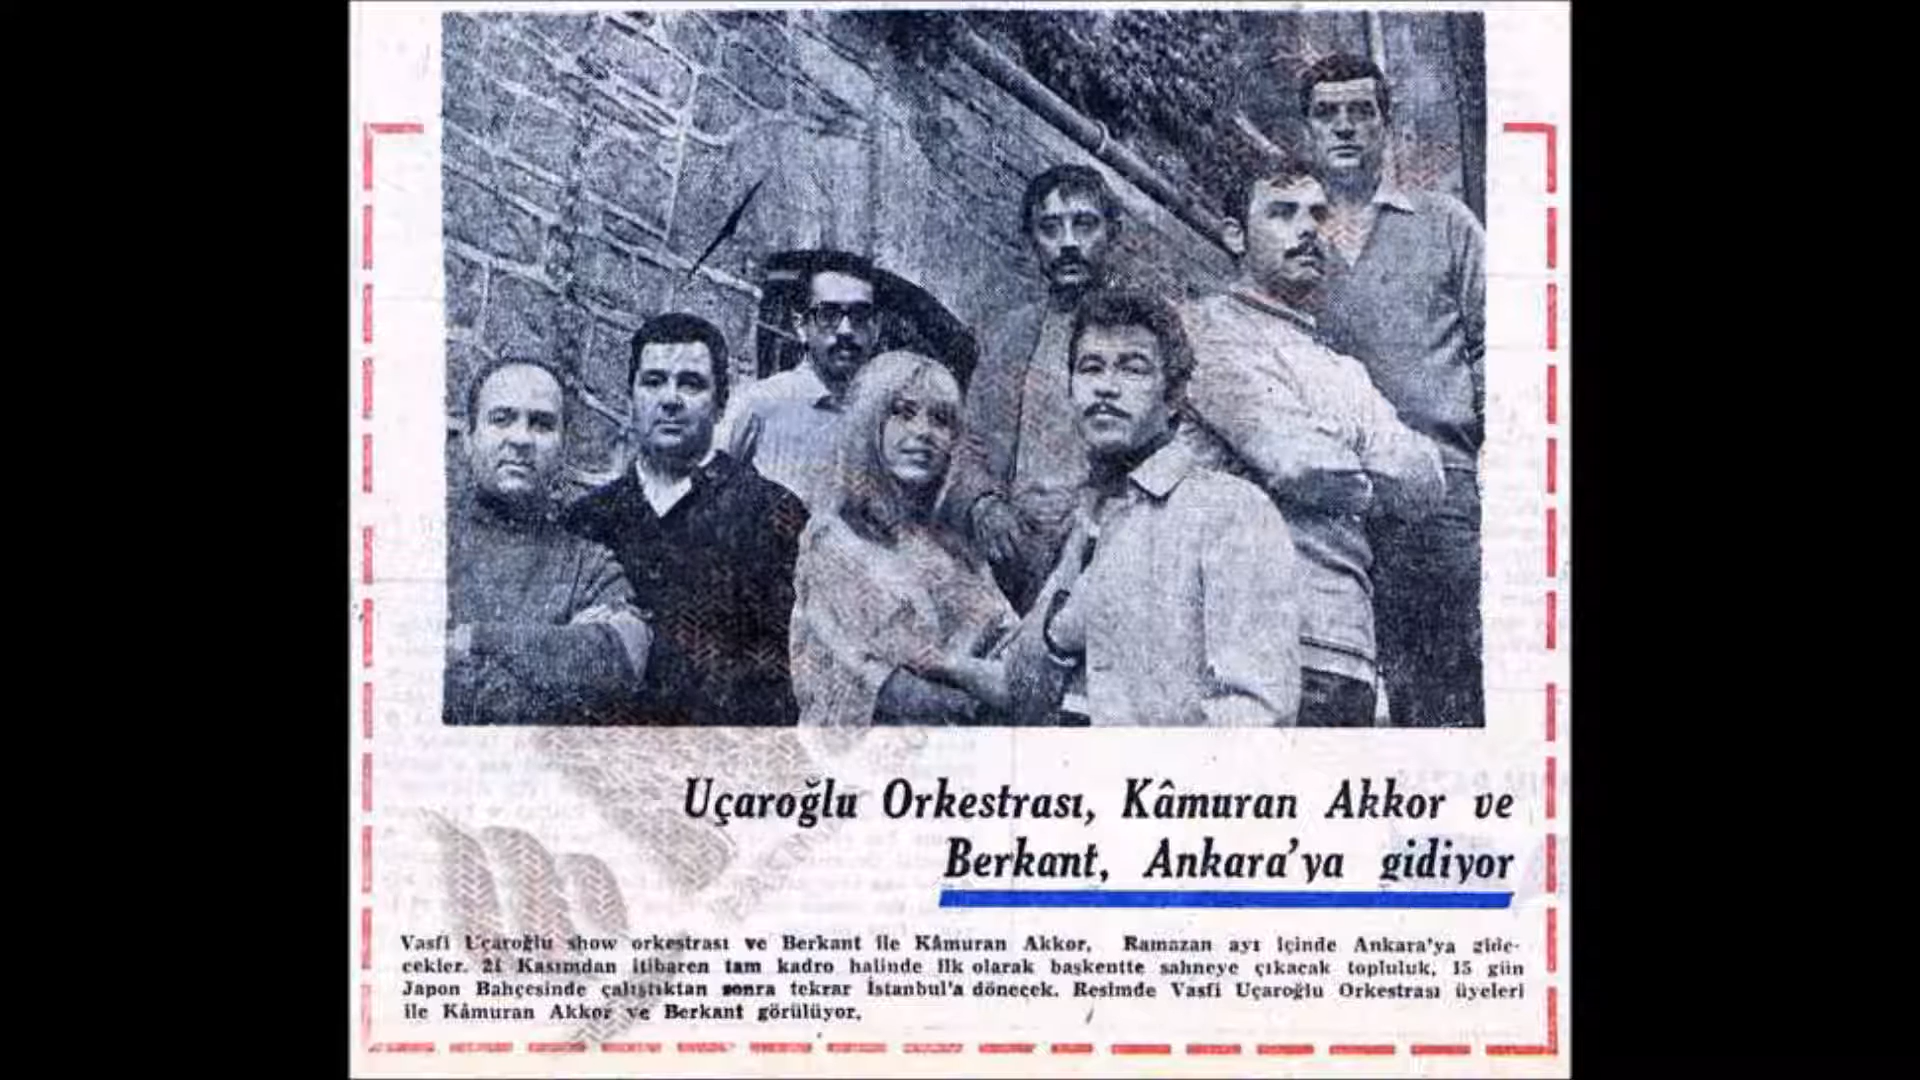 Uçaroğlu Orkestrası, Kâmuran Akkor ve
Berkant, Ankara'ya gidiyor
Vasfi Uçaroğlu show orkestrası ve Berkant ile Kâmuran Akkor, Ramazan ayı içinde Ankara'ya gide-
cekler. 21 Kasımdan itibaren tam kadro halinde ilk olarak başkentte sahneye çıkacak topluluk, 15 gün
Japon Bahçesinde çalıştıktan sonra tekrar İstanbul'a dönecek. Resimde Vasfi Uçaroğlu Orkestrası üyeleri
ile Kâmuran Akkor ve Berkant görülüyor.